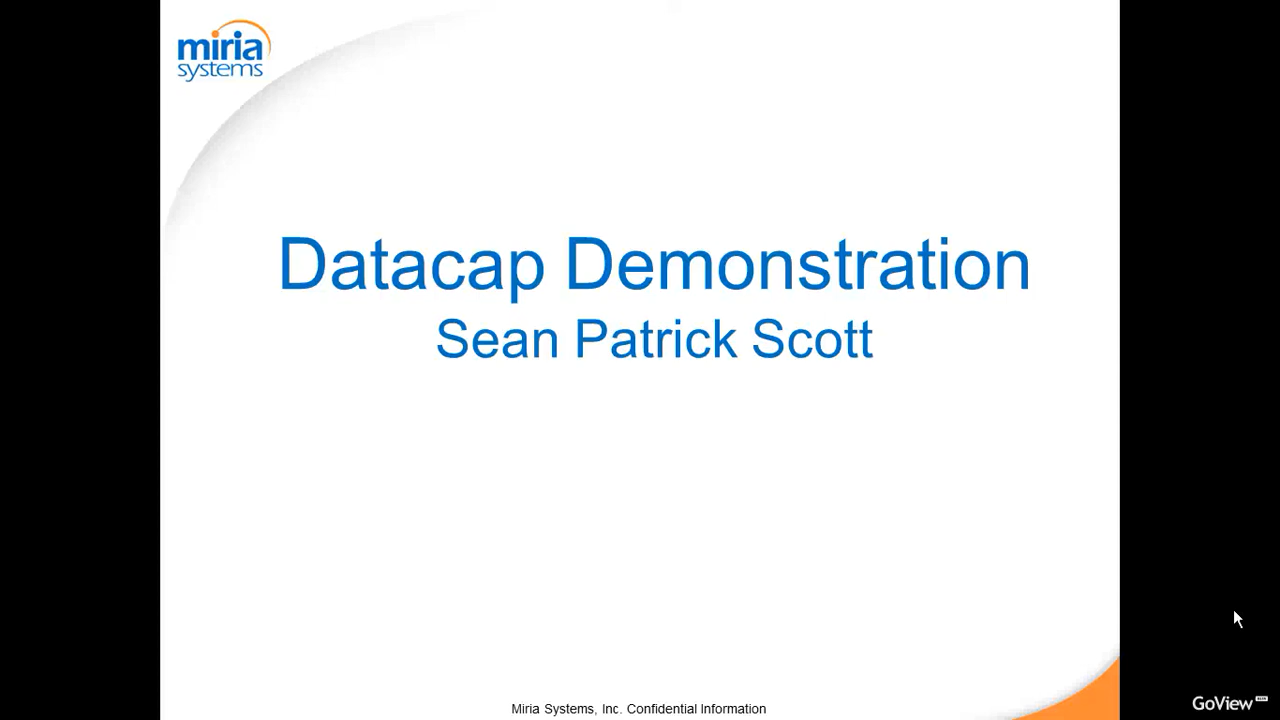 miria
systems
Datacap Demonstration
Sean Patrick Scott
Miria Systems, Inc. Confidential Information
GoView